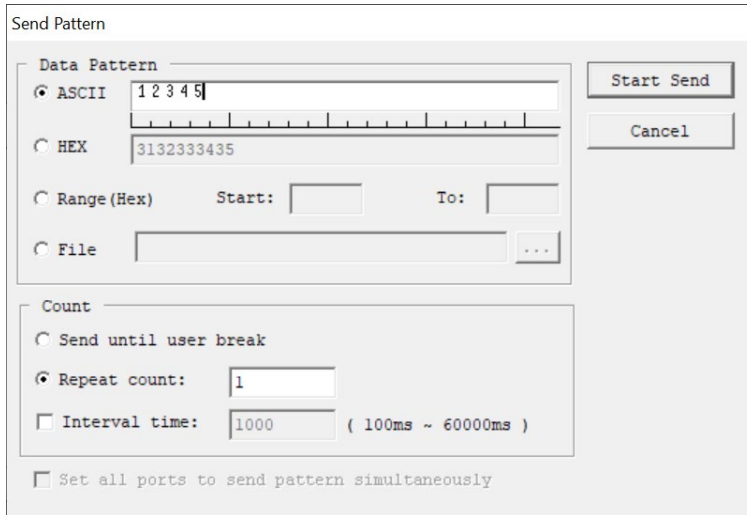 Send Pattern
Data Pattern
ASCII 12345
Start Send
HEX 3132333435
Cancel
Range(Hex) Start: To:
File ...
Count
Send until user break
Repeat count: 1
Interval time: 1000 ( 100ms ~ 60000ms )
Set all ports to send pattern simultaneously